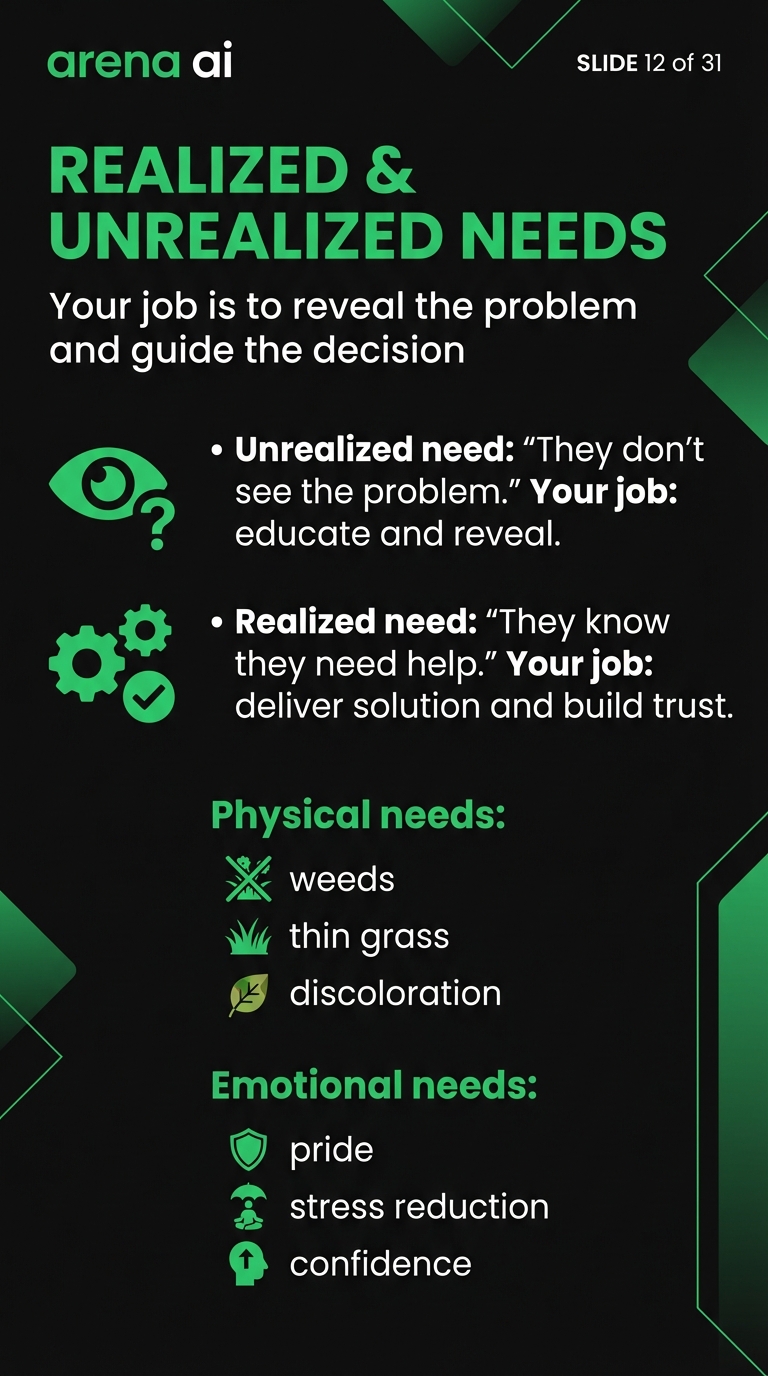 arena ai
SLIDE 12 of 31
REALIZED &
UNREALIZED NEEDS
Your job is to reveal the problem
and guide the decision
• Unrealized need: “They don’t
see the problem.” Your job:
educate and reveal.
?
• Realized need: “They know
they need help.” Your job:
deliver solution and build trust.
Physical needs:
weeds
thin grass
discoloration
Emotional needs:
pride
stress reduction
confidence